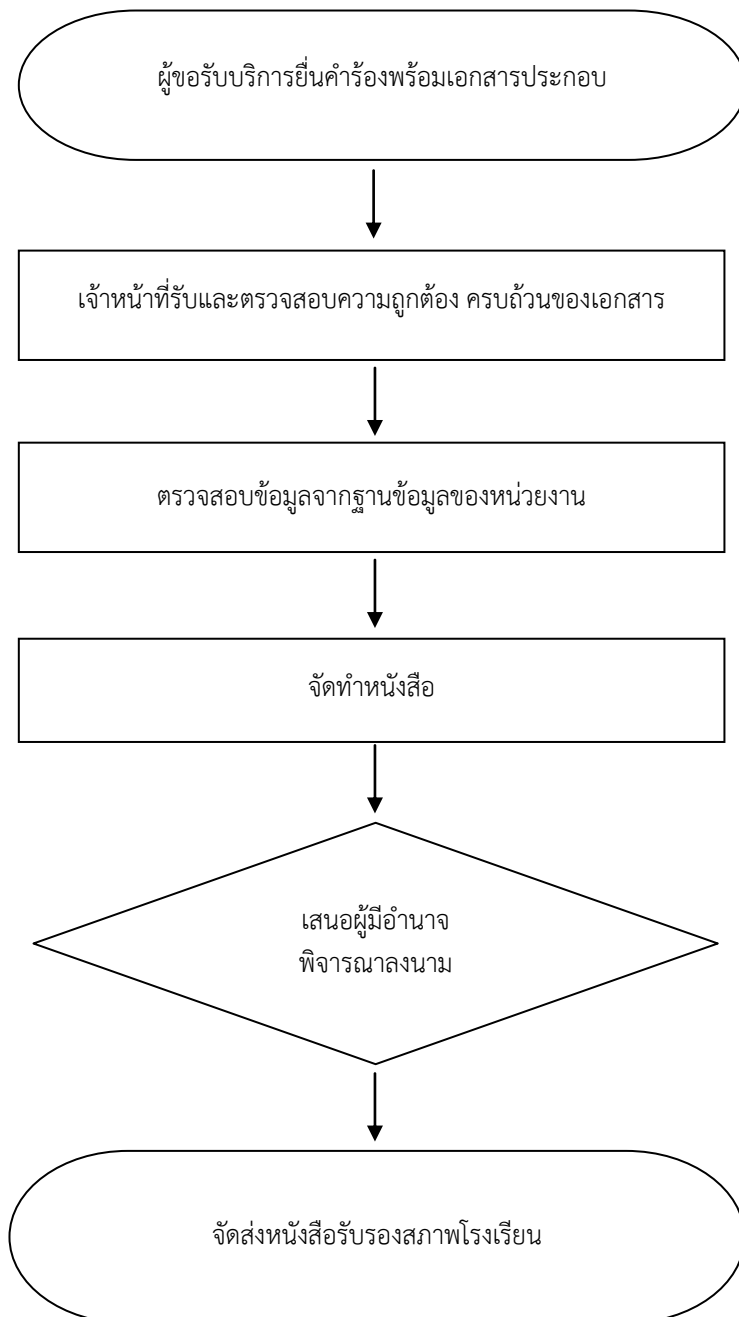 ผู้ขอรับบริการยื่นคำร้องพร้อมเอกสารประกอบ
เจ้าหน้าที่รับและตรวจสอบความถูกต้อง ครบถ้วนของเอกสาร
ตรวจสอบข้อมูลจากฐานข้อมูลของหน่วยงาน
จัดทำหนังสือ
เสนอผู้มีอำนาจ
พิจารณาลงนาม
จัดส่งหนังสือรับรองสภาพโรงเรียน